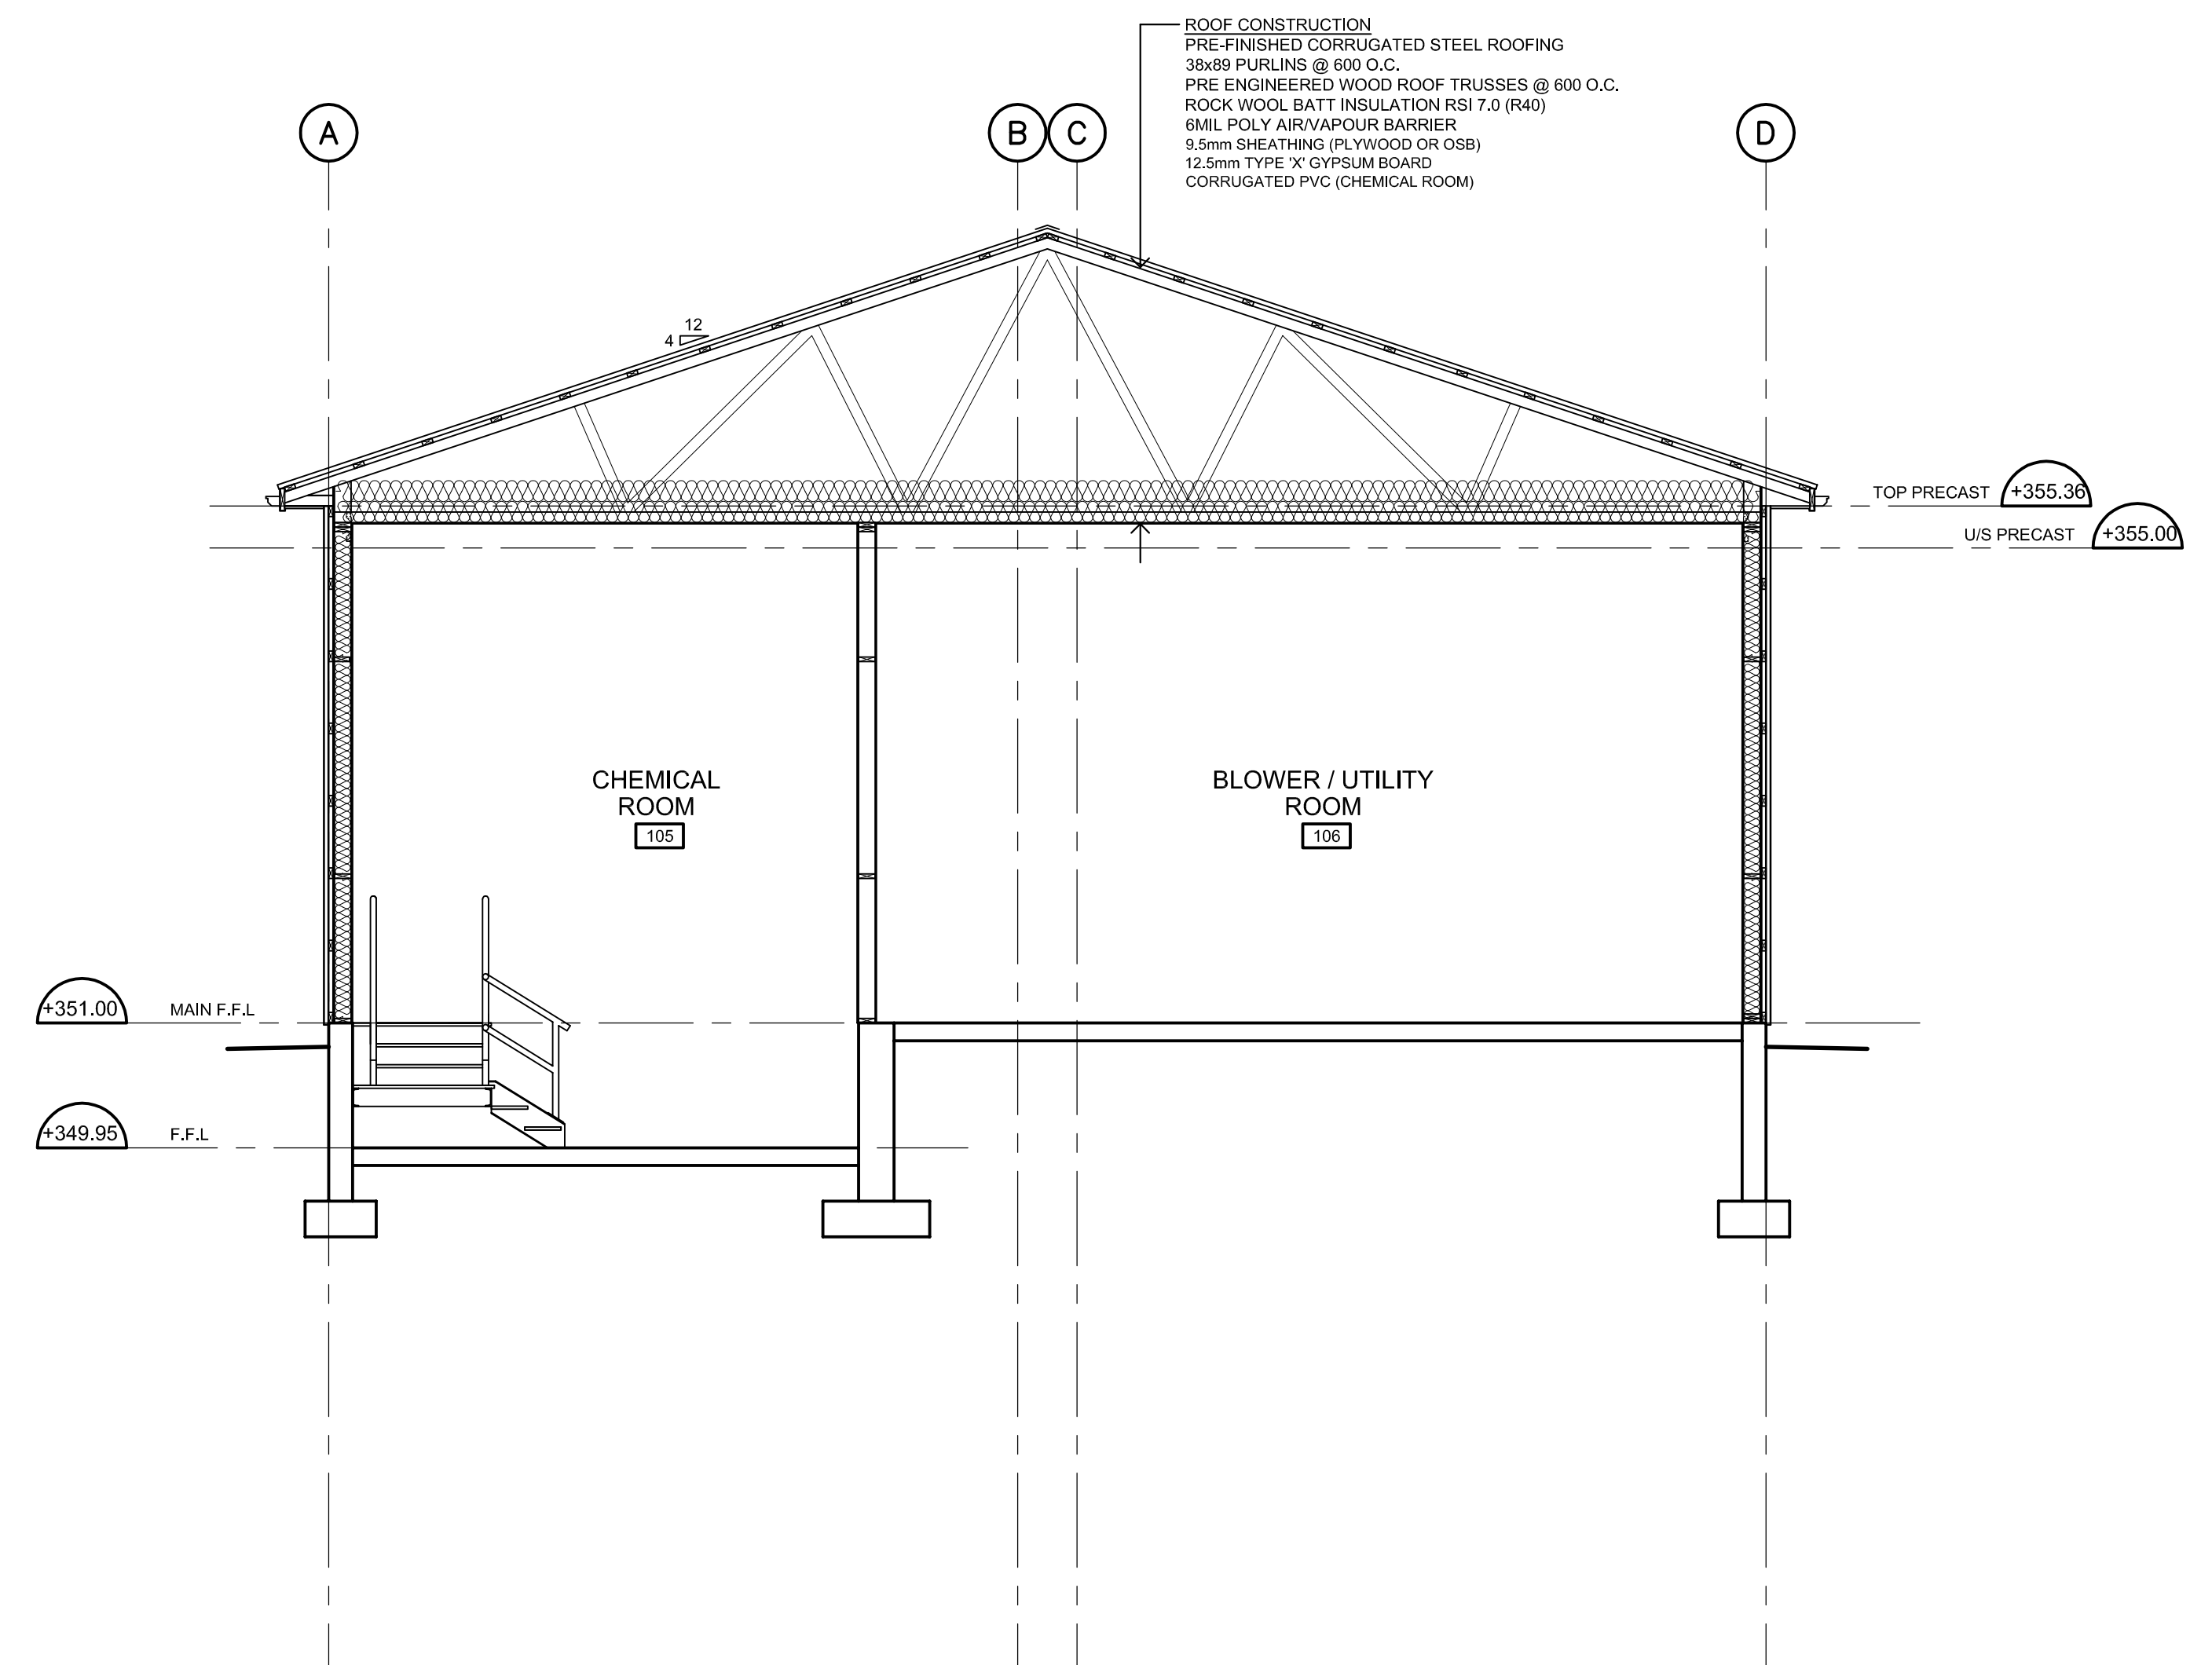 ROOF CONSTRUCTION
PRE-FINISHED CORRUGATED STEEL ROOFING
38x89 PURLINS @ 600 O.C.
PRE ENGINEERED WOOD ROOF TRUSSES @ 600 O.C.
ROCK WOOL BATT INSULATION RSI 7.0 (R40)
6MIL POLY AIR/VAPOUR BARRIER
9.5mm SHEATHING (PLYWOOD OR OSB)
12.5mm TYPE 'X' GYPSUM BOARD
CORRUGATED PVC (CHEMICAL ROOM)
A
B
C
D
12
4
TOP PRECAST
+355.36
U/S PRECAST
+355.00
CHEMICAL
ROOM
105
BLOWER / UTILITY
ROOM
106
+351.00
MAIN F.F.L
+349.95
F.F.L